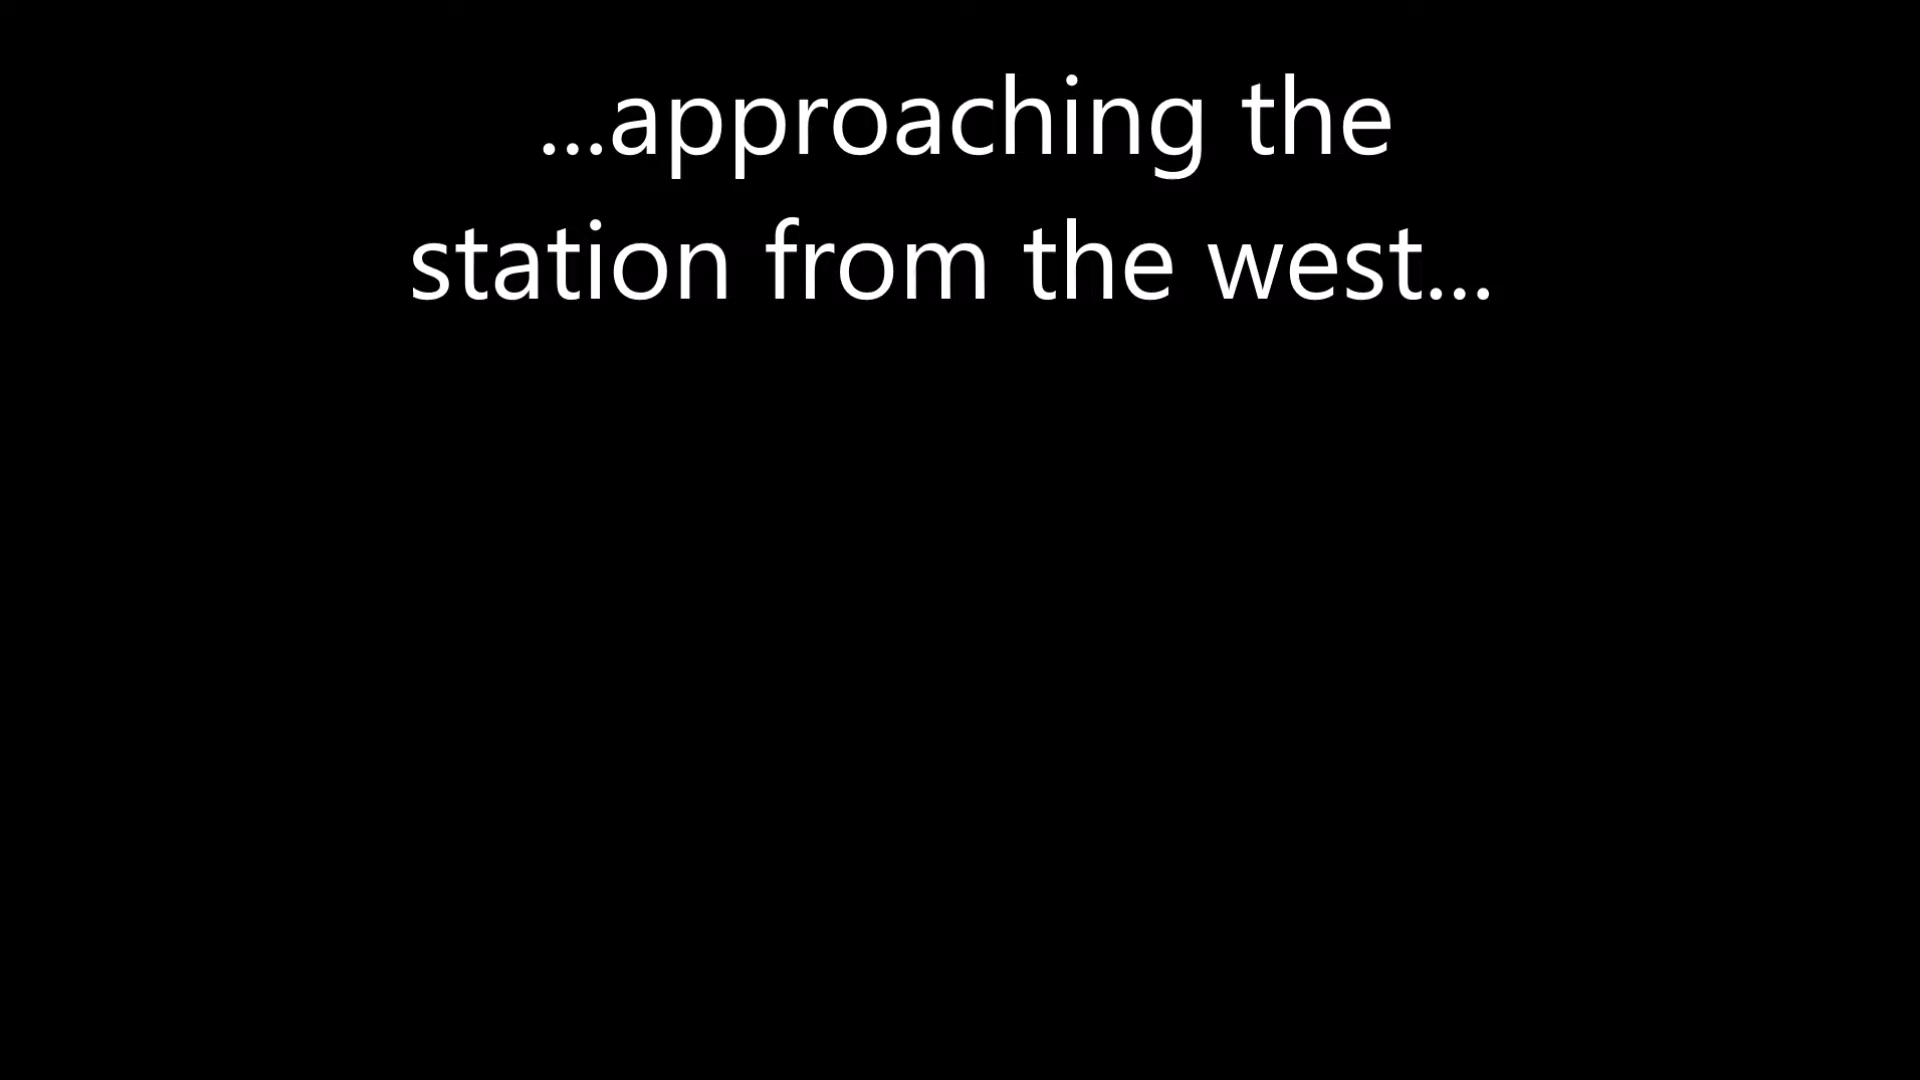 ...approaching the
station from the west...